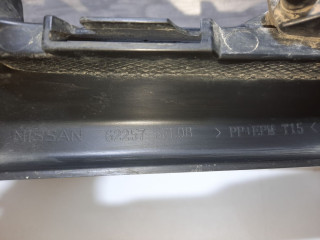 NISSAN 62257 > PP+EPM T15 <